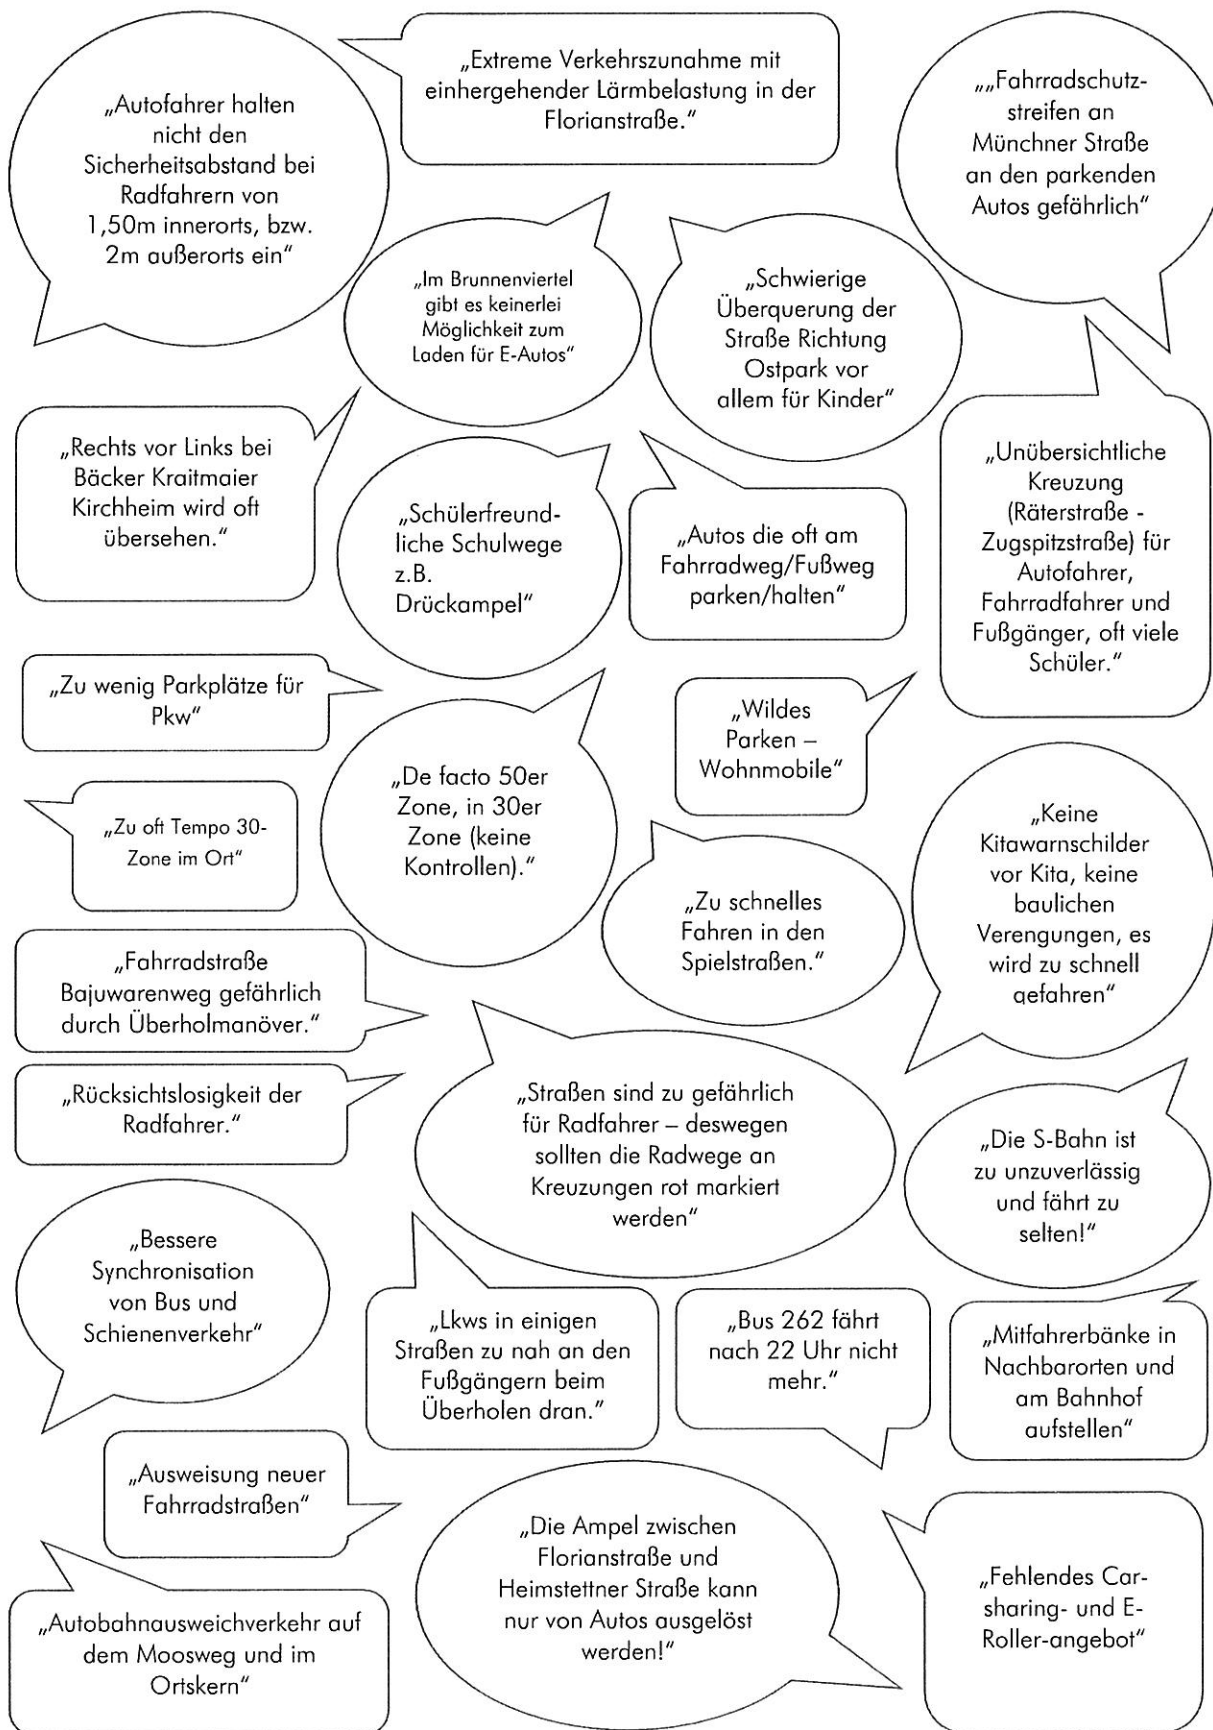 „Autofahrer halten
nicht den
Sicherheitsabstand bei
Radfahrern von
1,50m innerorts, bzw.
2m außerorts ein“
„Extreme Verkehrszunahme mit
einhergehender Lärmbelastung in der
Florianstraße.“
„„Fahrradschutz-
streifen an
Münchner Straße
an den parkenden
Autos gefährlich“
„Im Brunnenviertel
gibt es keinerlei
Möglichkeit zum
Laden für E-Autos“
„Schwierige
Überquerung der
Straße Richtung
Ostpark vor
allem für Kinder“
„Rechts vor Links bei
Bäcker Kraitmaier
Kirchheim wird oft
übersehen.“
„Schülerfreund-
liche Schulwege
z.B.
Drückampel“
„Autos die oft am
Fahrradweg/Fußweg
parken/halten“
„Unübersichtliche
Kreuzung
(Räterstraße -
Zugspitzstraße) für
Autofahrer,
Fahrradfahrer und
Fußgänger, oft viele
Schüler.“
„Zu wenig Parkplätze für
Pkw“
„Wildes
Parken –
Wohnmobile“
„De facto 50er
Zone, in 30er
Zone (keine
Kontrollen).“
„Zu oft Tempo 30-
Zone im Ort“
„Keine
Kitawarnschilder
vor Kita, keine
baulichen
Verengungen, es
wird zu schnell
gefahren“
„Zu schnelles
Fahren in den
Spielstraßen.“
„Fahrradstraße
Bajuwarenweg gefährlich
durch Überholmanöver.“
„Rücksichtslosigkeit der
Radfahrer.“
„Straßen sind zu gefährlich
für Radfahrer – deswegen
sollten die Radwege an
Kreuzungen rot markiert
werden“
„Die S-Bahn ist
zu unzuverlässig
und fährt zu
selten!“
„Bessere
Synchronisation
von Bus und
Schienenverkehr“
„Lkws in einigen
Straßen zu nah an den
Fußgängern beim
Überholen dran.“
„Bus 262 fährt
nach 22 Uhr nicht
mehr.“
„Mitfahrerbänke in
Nachbarorten und
am Bahnhof
aufstellen“
„Ausweisung neuer
Fahrradstraßen“
„Die Ampel zwischen
Florianstraße und
Heimstettner Straße kann
nur von Autos ausgelöst
werden!“
„Fehlendes Car-
sharing- und E-
Roller-angebot“
„Autobahnausweichverkehr auf
dem Moosweg und im
Ortskern“